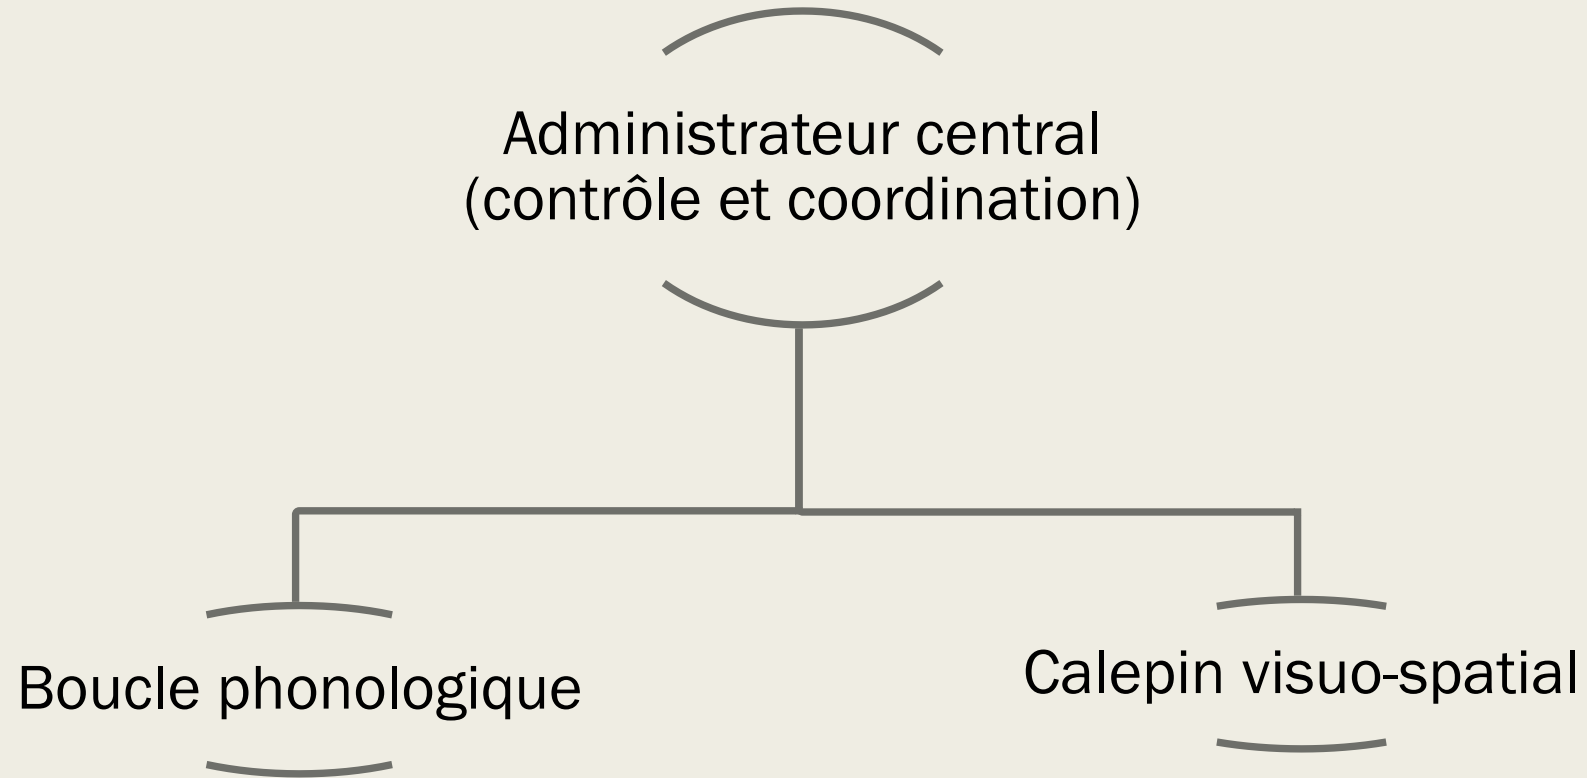 Administrateur central
(contrôle et coordination)
Boucle phonologique
Calepin visuo-spatial